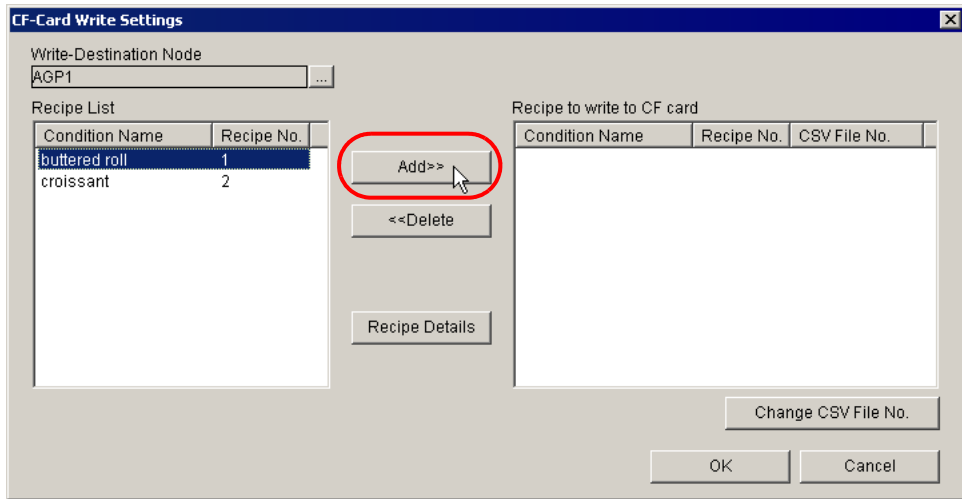 CF-Card Write Settings
Write-Destination Node
AGP1
...
Recipe List
Condition Name Recipe No.
buttered roll 1
croissant 2
Add>>
<<Delete
Recipe Details
Recipe to write to CF card
Condition Name Recipe No. CSV File No.
Change CSV File No.
OK Cancel